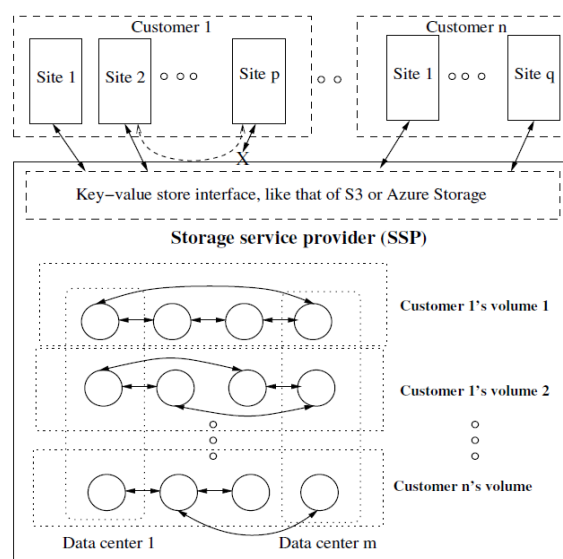 Customer 1
Customer n
Site 1
Site 2
Site p
Site 1
Site q
X
Key−value store interface, like that of S3 or Azure Storage
Storage service provider (SSP)
Customer 1's volume 1
Customer 1's volume 2
Customer n's volume
Data center 1
Data center m